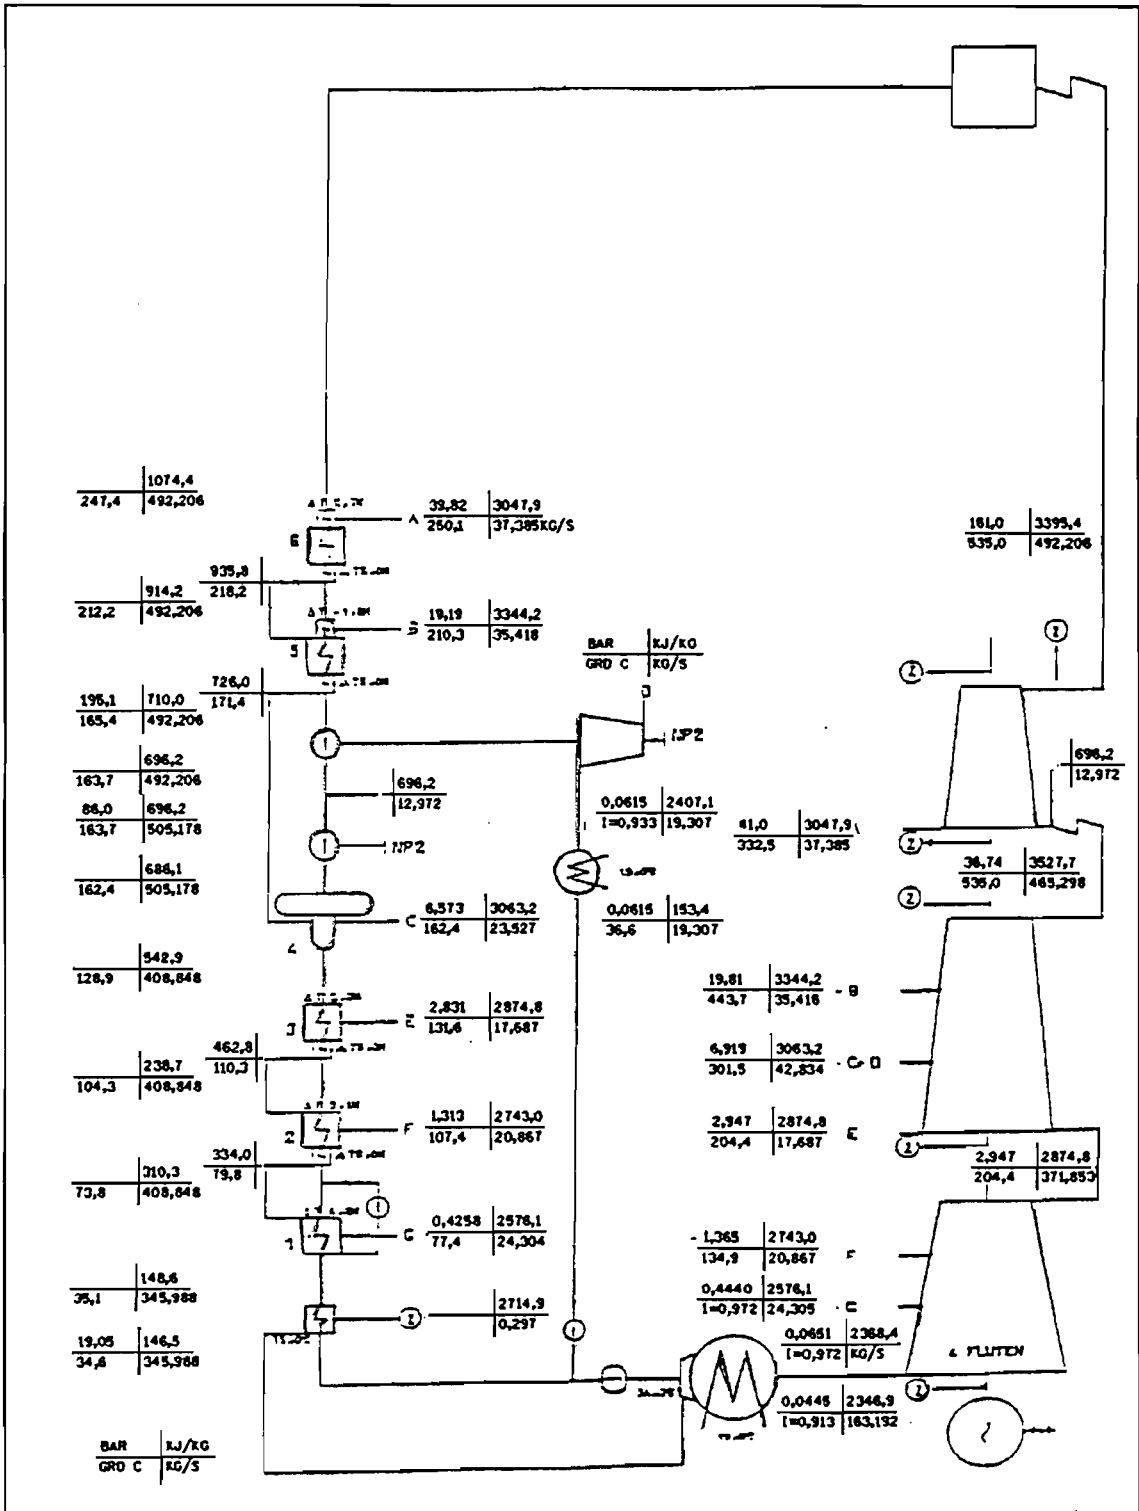 1074,4
247,4 492,206
A 39,82 3047,9
250,1 37,385KG/S
6
161,0 3395,4
535,0 492,206
935,8
218,2
914,2
212,2 492,206
B 19,19 3344,2
210,3 35,418
5
BAR KJ/KG
GRD C KG/S
Z
Z
726,0
171,4
195,1 710,0
165,4 492,206
NP2
696,2
163,7 492,206
696,2
12,972
696,2
12,972
86,0 696,2
163,7 505,178
0,0615 2407,1
I=0,933 19,307
41,0 3047,9
332,5 37,385
NP2
Z
36,74 3527,7
535,0 465,298
686,1
162,4 505,178
Z
C 6,573 3063,2
162,4 23,527
0,0615 153,4
36,6 19,307
4
542,9
128,9 408,848
19,81 3344,2 - B
443,7 35,418
E 2,831 2874,8
131,6 17,687
3
462,8
110,3
6,919 3063,2 - C+D
301,5 42,834
238,7
104,3 408,848
F 1,313 2743,0
107,4 20,867
2
2,947 2874,8 E
204,4 17,687
Z
2,947 2874,8
204,4 371,853
334,0
79,8
310,3
73,8 408,848
G 0,4258 2576,1
77,4 24,304
1
1,365 2743,0 - F
134,9 20,867
148,6
35,1 345,988
0,4440 2576,1 - G
I=0,972 24,305
Z 2714,9
0,297
19,05 146,5
34,6 345,988
0,0651 2368,4
I=0,972 KG/S
4 FLUTEN
Z
0,0445 2346,9
I=0,913 163,192
BAR KJ/KG
GRD C KG/S